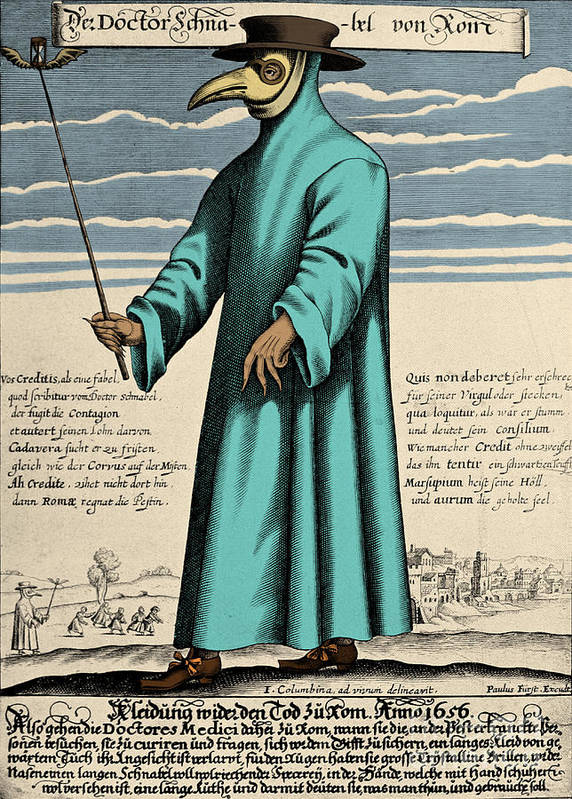 Der Doctor Schna- -bel von Rom
Vos Creditis, als eine fabel,
quod scribitur vom Doctor schnabel,
der fugit die Contagion
et aufert seinen Lohn darvon,
Cadavera sucht er zu fristen,
gleich wie der Corvus auf der Misten,
Ah Credite, zihet nicht dort hin,
dann Romæ regnat die Pestin.
Quis non deberet sehr erschrec
für seiner Virgul oder stecken,
qua loquitur, als wär er stumm
und deutet sein Consilium.
Wie mancher Credit ohne zweiffel
das ihn tentir ein schwartzen
Marsupium heist seine Höll,
und aurum die geholte seel.
I. Columbina, ad vivum delineavit. Paulus Fürst Excud
Kleidung wider den Tod zu Rom. Anno 1656.
Also gehen die Doctores Medici daher zu Rom, wann sie die an der Pest erkranckte Per-
sonen besuchen, sie zu curiren und tragen, sich wider dem Gifft zu sichern, ein langes Kleid von ge-
wäxtem Tuch ihr Angesicht ist verlarvt, für den Augen haben sie grosse Crystalline Brillen, wider
Nasen einen langen Schnabel voll wolriechender Specerey, in der Hände, welche mit Handschuher
wol versehen ist, eine lange Ruthe und darmit deuten sie, was man thun, und gebrauchẽ soll.